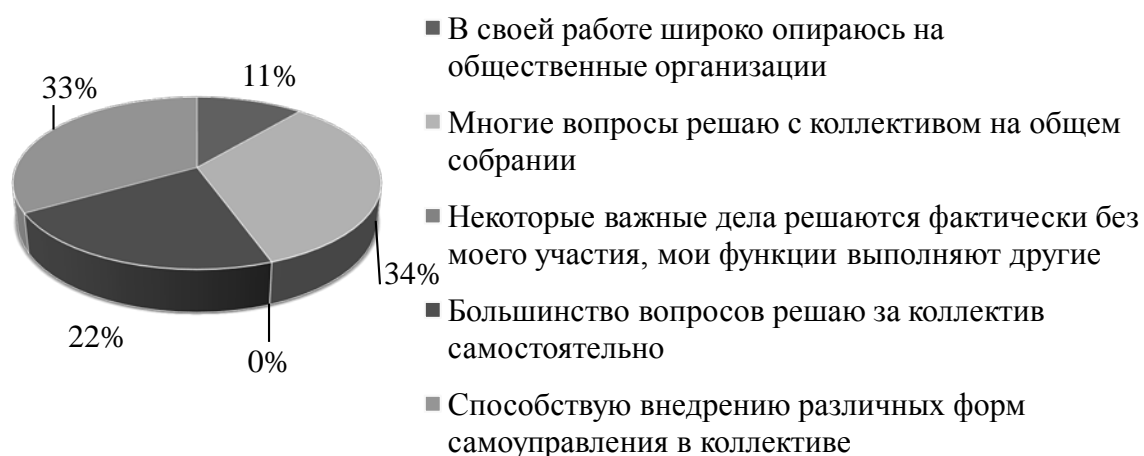 33%
11%
34%
22%
0%
В своей работе широко опираюсь на
общественные организации
Многие вопросы решаю с коллективом на общем
собрании
Некоторые важные дела решаются фактически без
моего участия, мои функции выполняют другие
Большинство вопросов решаю за коллектив
самостоятельно
Способствую внедрению различных форм
самоуправления в коллективе